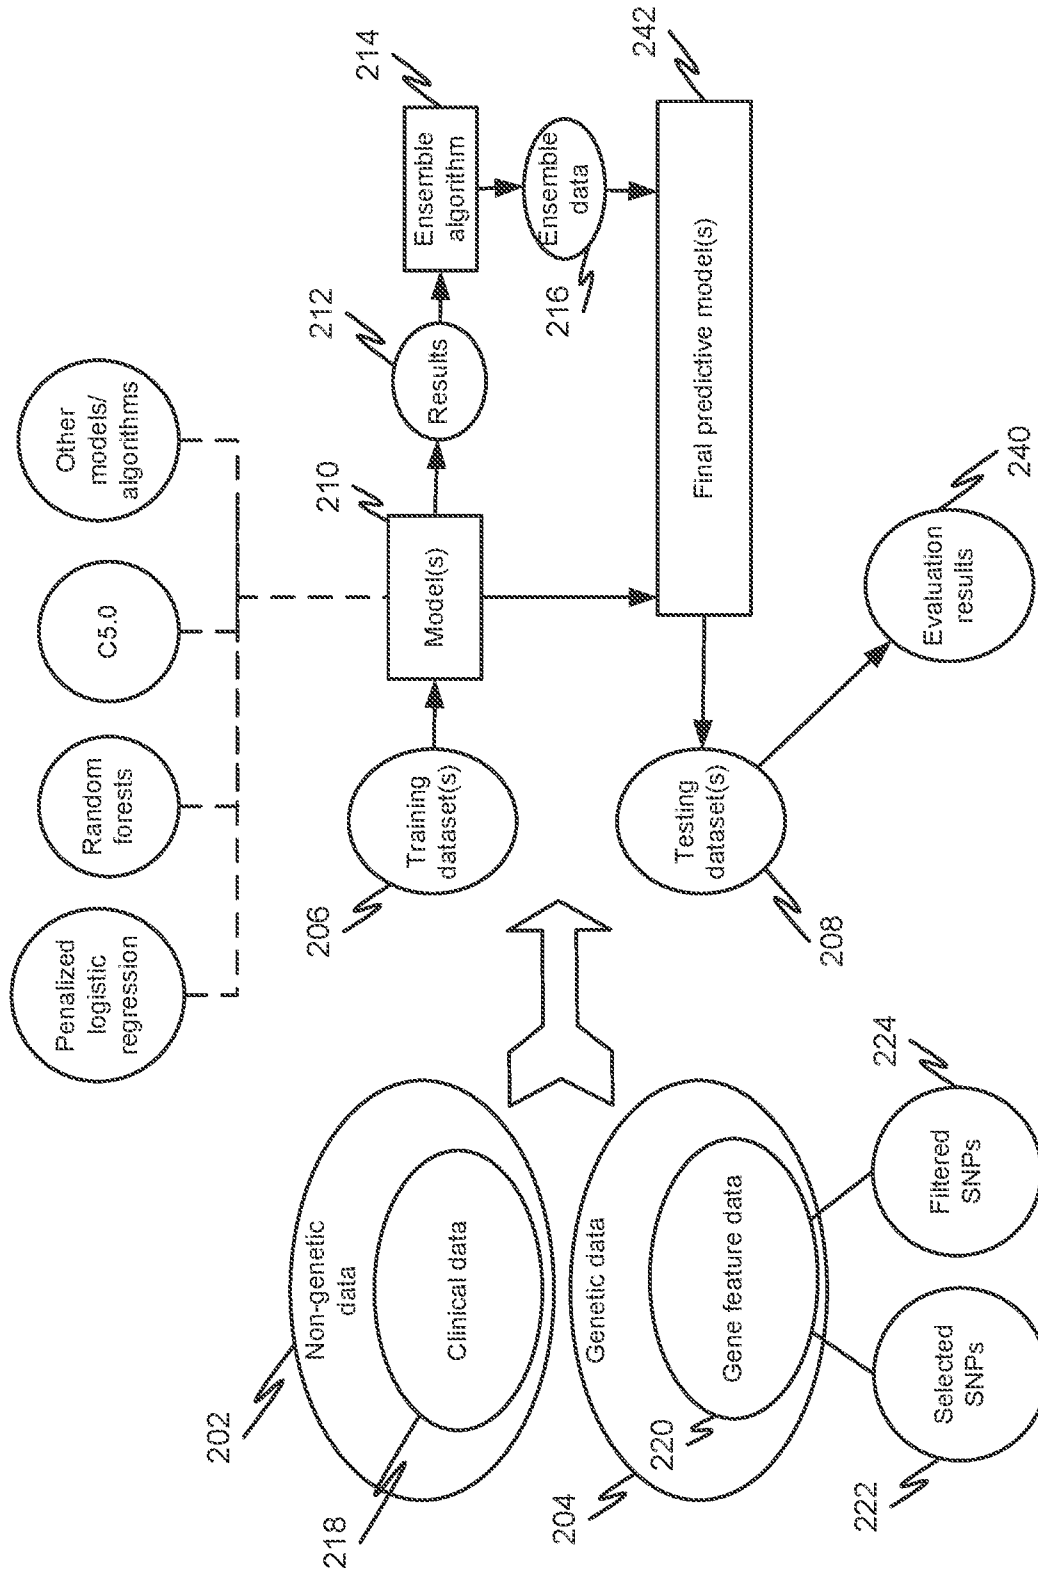 Penalized
logistic
regression
Random
forests
C5.0
Other
models/
algorithms
202
Non-genetic
data
218
Clinical data
204
Genetic data
220
Gene feature data
222
Selected
SNPs
224
Filtered
SNPs
206
Training
dataset(s)
210
Model(s)
212
Results
214
Ensemble
algorithm
216
Ensemble
data
242
Final predictive model(s)
208
Testing
dataset(s)
240
Evaluation
results